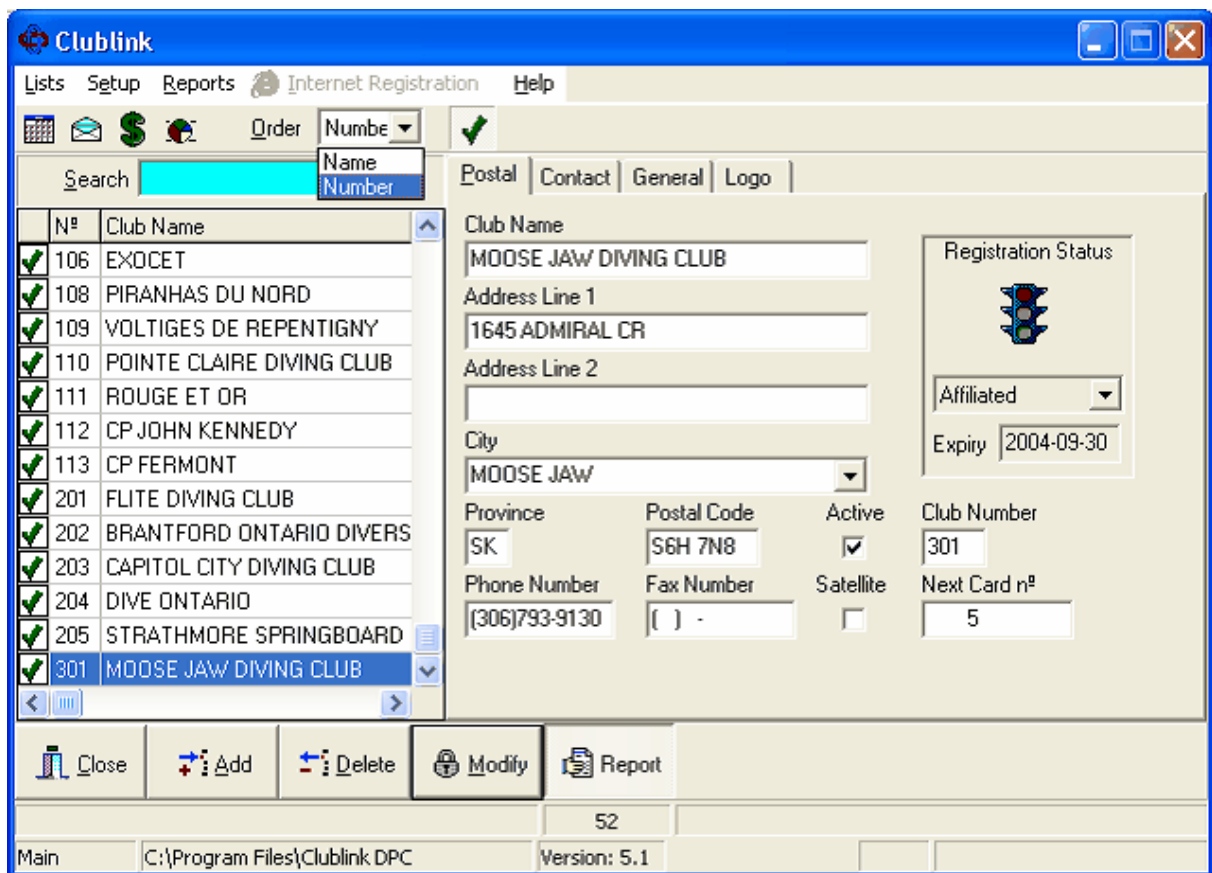 Clublink
Lists Setup Reports Internet Registration Help
Order Numbe
Name
Number
Search
Nº Club Name
106 EXOCET
108 PIRANHAS DU NORD
109 VOLTIGES DE REPENTIGNY
110 POINTE CLAIRE DIVING CLUB
111 ROUGE ET OR
112 CP JOHN KENNEDY
113 CP FERMONT
201 FLITE DIVING CLUB
202 BRANTFORD ONTARIO DIVERS
203 CAPITOL CITY DIVING CLUB
204 DIVE ONTARIO
205 STRATHMORE SPRINGBOARD
301 MOOSE JAW DIVING CLUB
Postal Contact General Logo
Club Name
MOOSE JAW DIVING CLUB
Address Line 1
1645 ADMIRAL CR
Address Line 2
City
MOOSE JAW
Province Postal Code Active Club Number
SK S6H 7N8 301
Phone Number Fax Number Satellite Next Card nº
(306)793-9130 ( ) - 5
Registration Status
Affiliated
Expiry 2004-09-30
Close Add Delete Modify Report
52
Main C:\Program Files\Clublink DPC Version: 5.1